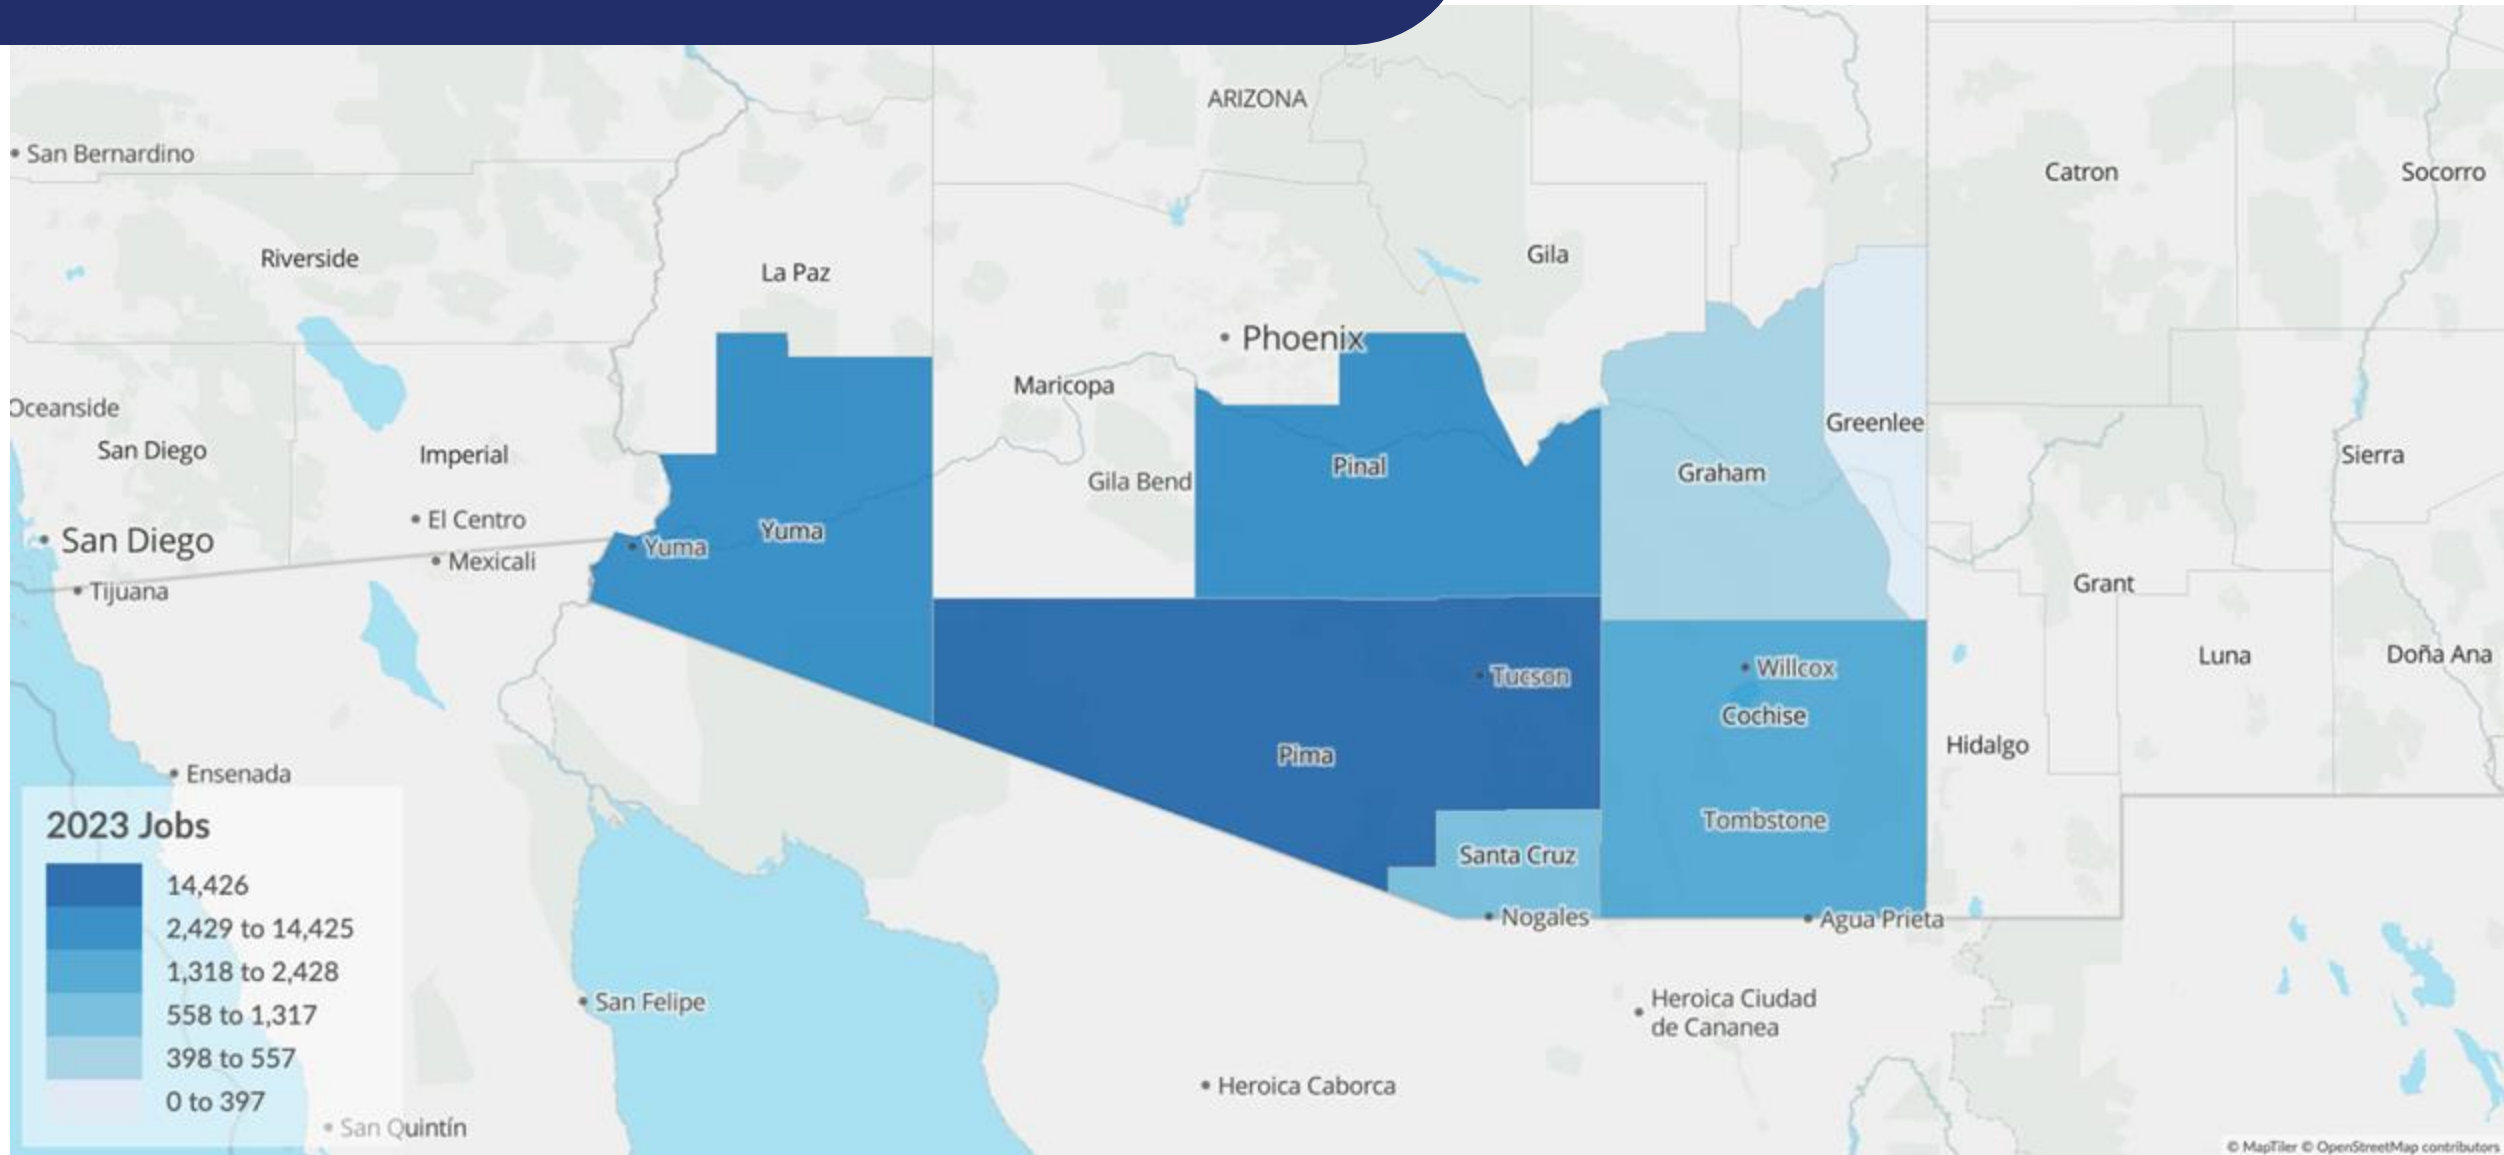 ARIZONA
San Bernardino
Catron
Socorro
Riverside
La Paz
Gila
Phoenix
Maricopa
Oceanside
San Diego
Imperial
Gila Bend
Pinal
Graham
Greenlee
Sierra
El Centro
San Diego
Mexicali
Yuma
Yuma
Tijuana
Grant
Tucson
Willcox
Luna
Doña Ana
Cochise
Pima
Hidalgo
Ensenada
Tombstone
Santa Cruz
Nogales
Agua Prieta
2023 Jobs
14,426
2,429 to 14,425
1,318 to 2,428
558 to 1,317
398 to 557
0 to 397
San Felipe
Heroica Ciudad
de Cananea
Heroica Caborca
San Quintín
© MapTiler © OpenStreetMap contributors